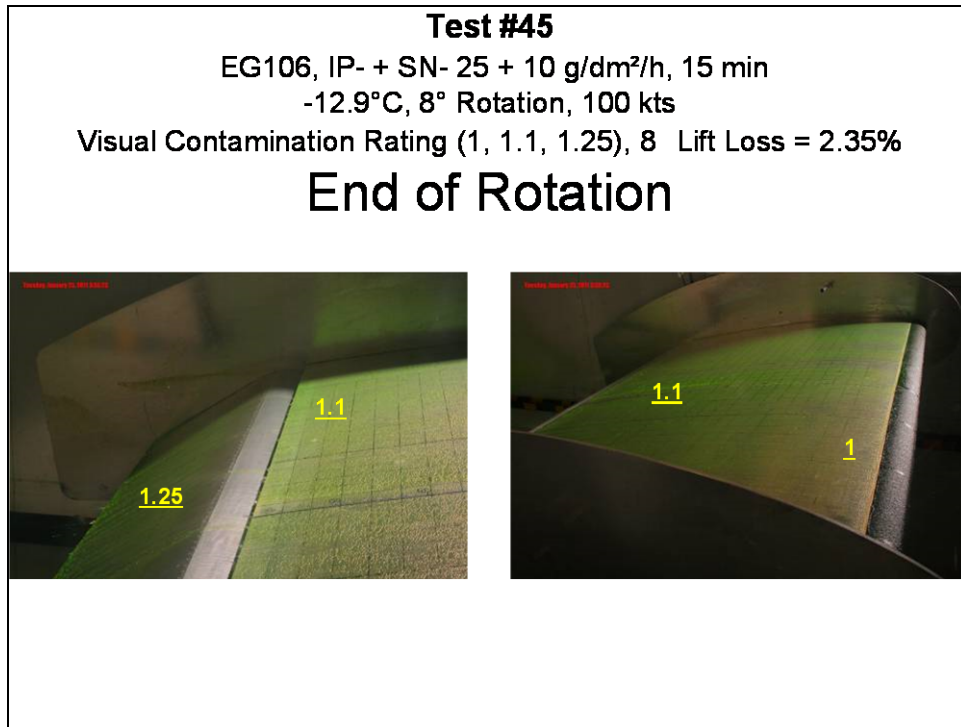 Test #45
EG106, IP- + SN- 25 + 10 g/dm²/h, 15 min
-12.9°C, 8° Rotation, 100 kts
Visual Contamination Rating (1, 1.1, 1.25), 8 Lift Loss = 2.35%
End of Rotation
1.1
1.25
1.1
1